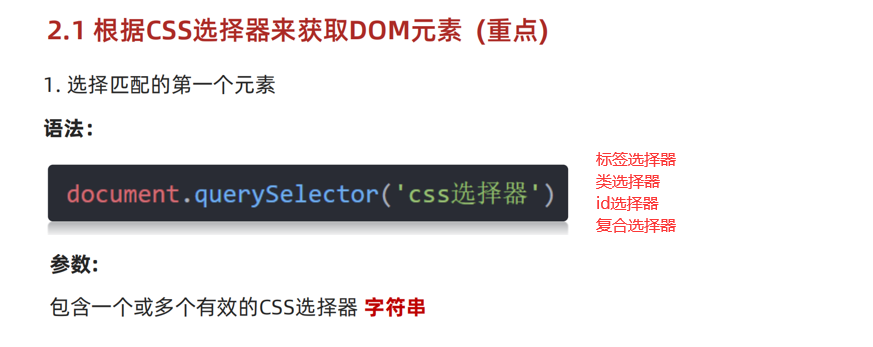 2.1 根据CSS选择器来获取DOM元素 (重点)
1. 选择匹配的第一个元素
语法：
document.querySelector('css选择器')
标签选择器
类选择器
id选择器
复合选择器
参数:
包含一个或多个有效的CSS选择器 字符串